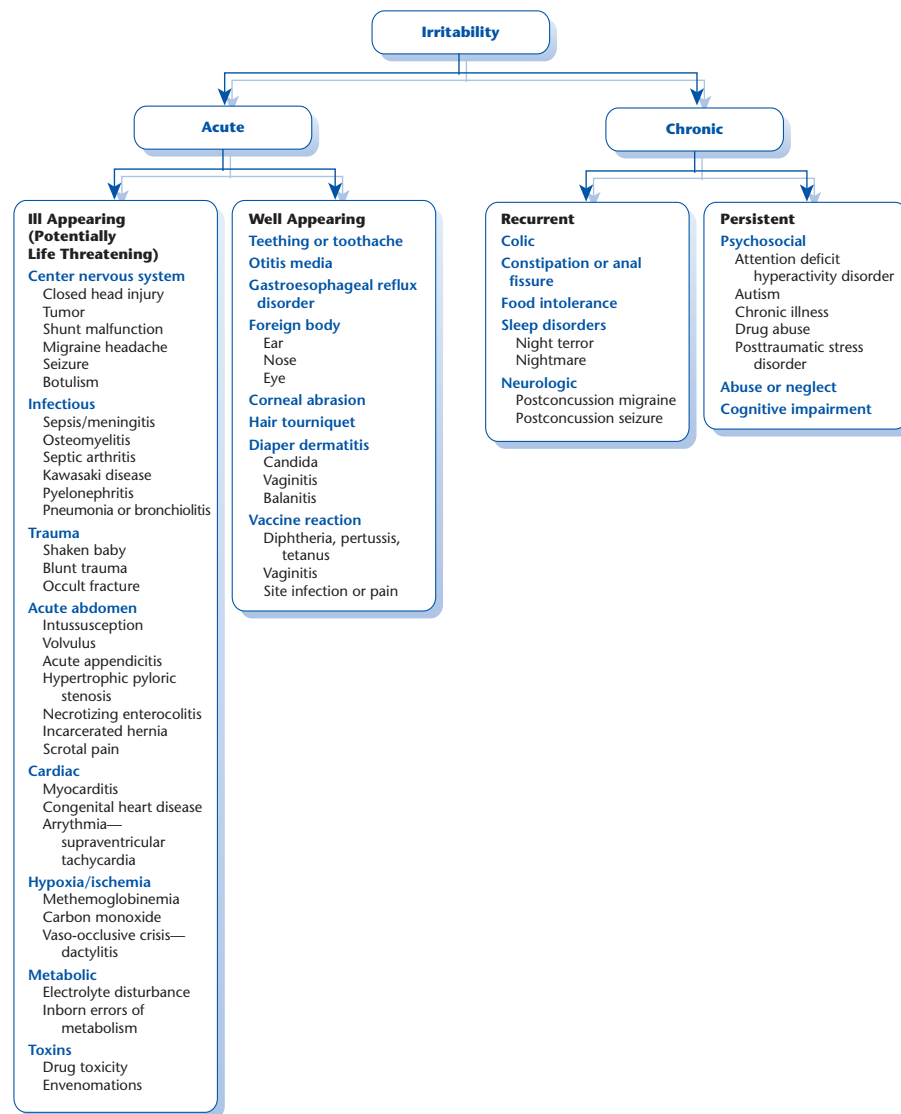 Irritability
Acute
Chronic
Ill Appearing
(Potentially
Life Threatening)
Center nervous system
Closed head injury
Tumor
Shunt malfunction
Migraine headache
Seizure
Botulism
Infectious
Sepsis/meningitis
Osteomyelitis
Septic arthritis
Kawasaki disease
Pyelonephritis
Pneumonia or bronchiolitis
Trauma
Shaken baby
Blunt trauma
Occult fracture
Acute abdomen
Intussusception
Volvulus
Acute appendicitis
Hypertrophic pyloric
stenosis
Necrotizing enterocolitis
Incarcerated hernia
Scrotal pain
Cardiac
Myocarditis
Congenital heart disease
Arrythmia—
supraventricular
tachycardia
Hypoxia/ischemia
Methemoglobinemia
Carbon monoxide
Vaso-occlusive crisis—
dactylitis
Metabolic
Electrolyte disturbance
Inborn errors of
metabolism
Toxins
Drug toxicity
Envenomations
Well Appearing
Teething or toothache
Otitis media
Gastroesophageal reflux
disorder
Foreign body
Ear
Nose
Eye
Corneal abrasion
Hair tourniquet
Diaper dermatitis
Candida
Vaginitis
Balanitis
Vaccine reaction
Diphtheria, pertussis,
tetanus
Vaginitis
Site infection or pain
Recurrent
Colic
Constipation or anal
fissure
Food intolerance
Sleep disorders
Night terror
Nightmare
Neurologic
Postconcussion migraine
Postconcussion seizure
Persistent
Psychosocial
Attention deficit
hyperactivity disorder
Autism
Chronic illness
Drug abuse
Posttraumatic stress
disorder
Abuse or neglect
Cognitive impairment